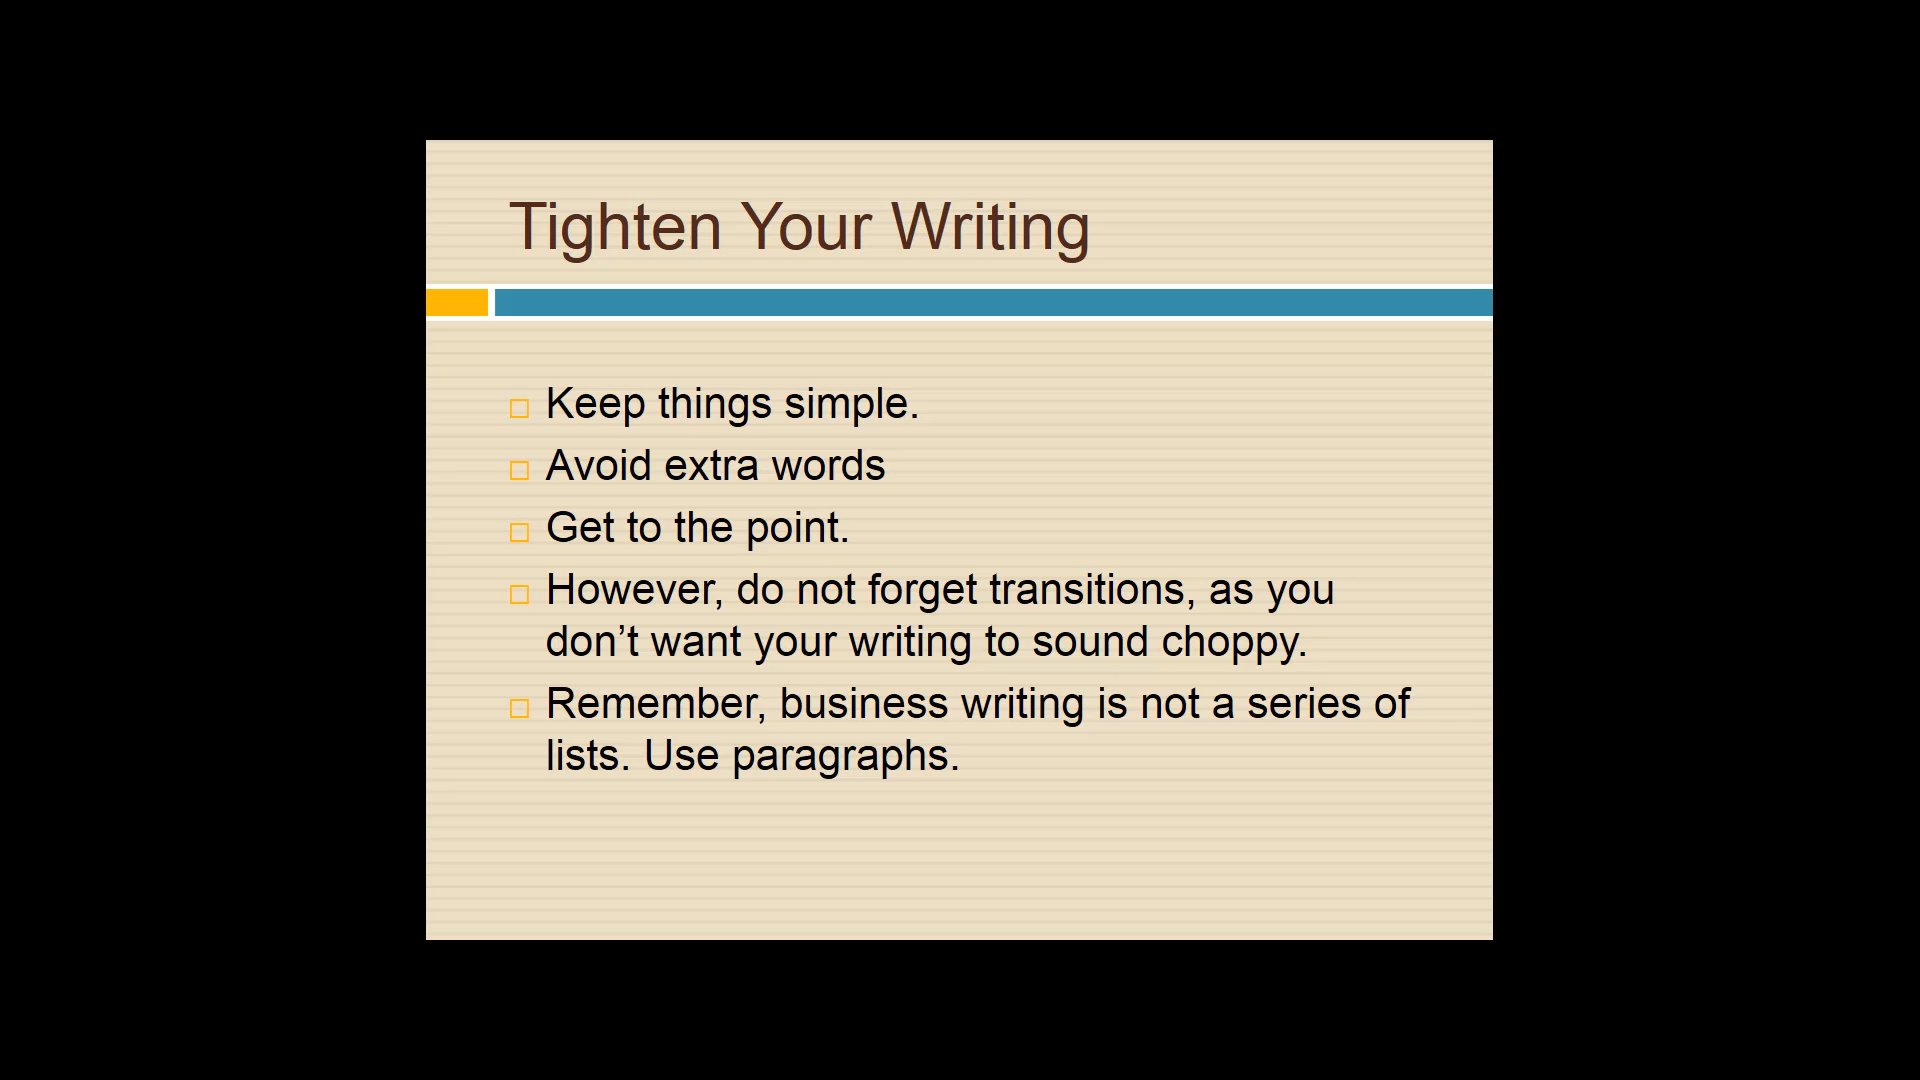 Tighten Your Writing
Keep things simple.
Avoid extra words
Get to the point.
However, do not forget transitions, as you
don’t want your writing to sound choppy.
Remember, business writing is not a series of
lists. Use paragraphs.